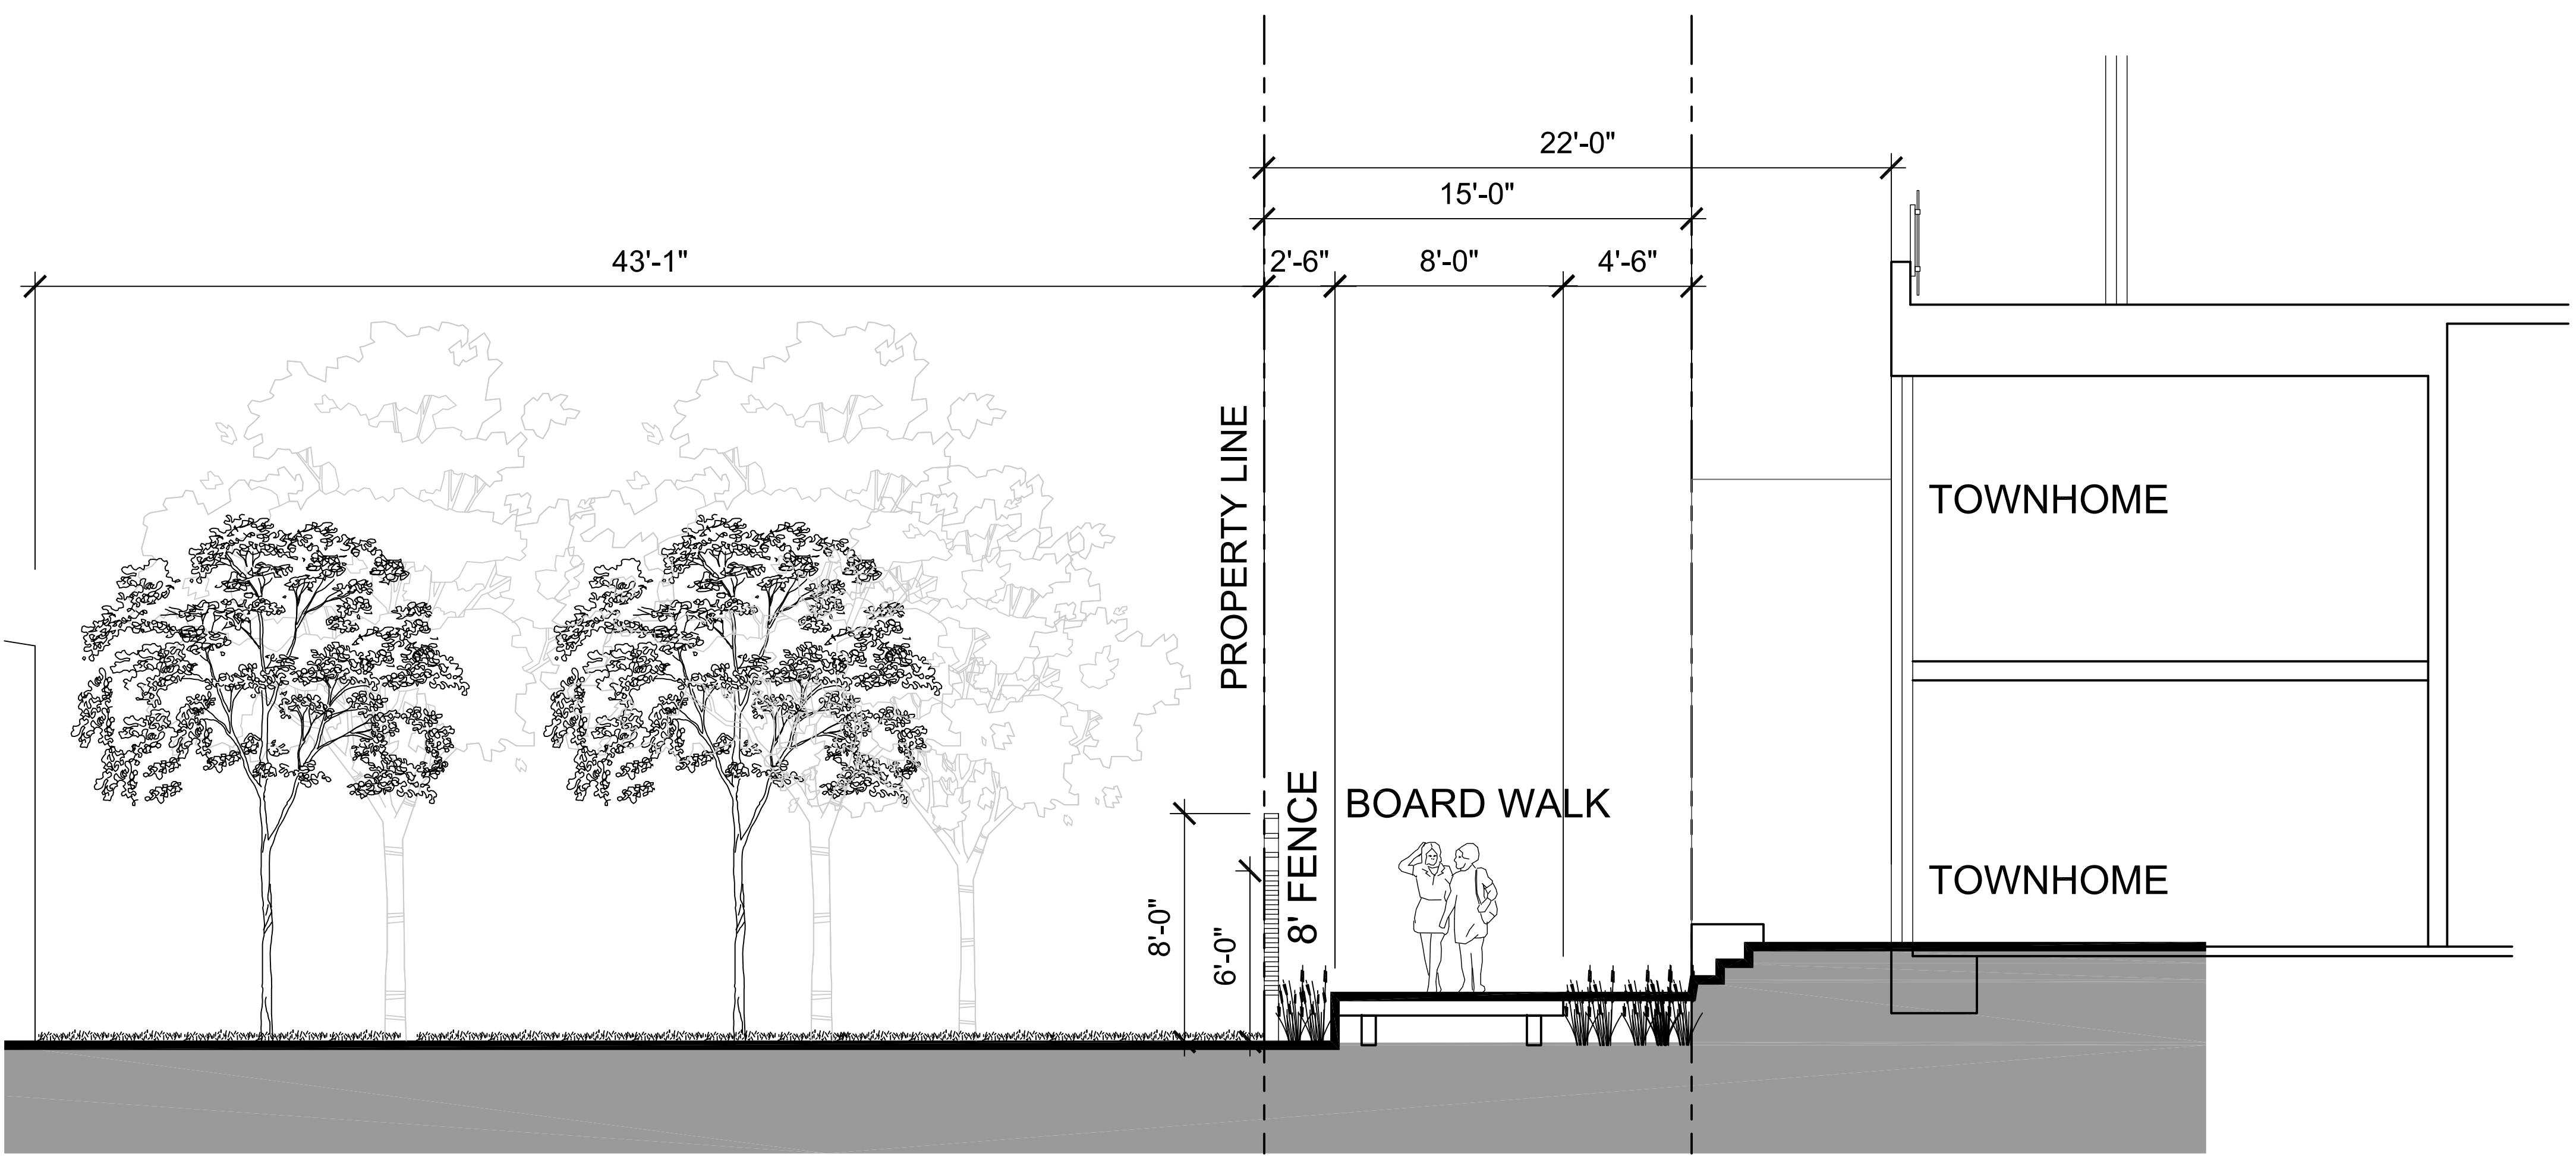 22'-0"
15'-0"
43'-1"
2'-6"
8'-0"
4'-6"
PROPERTY LINE
TOWNHOME
8' FENCE
BOARD WALK
TOWNHOME
8'-0"
6'-0"